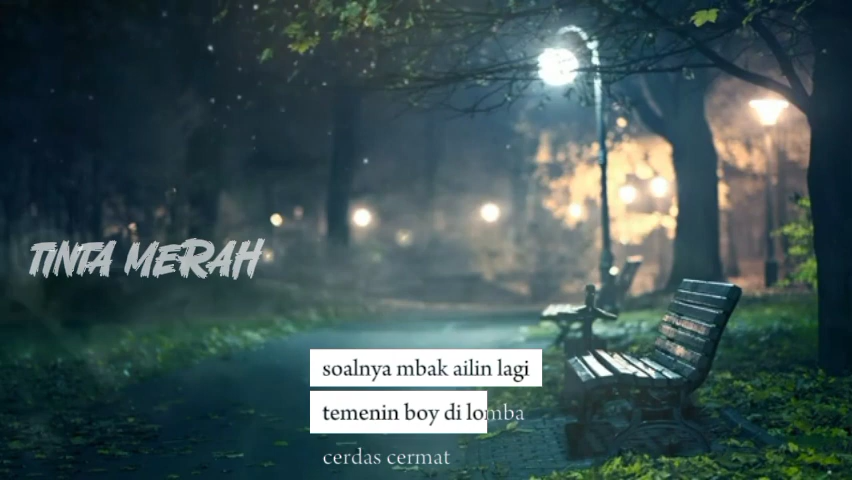 TINTA MERAH
soalnya mbak ailin lagi
temenin boy di lomba
cerdas cermat